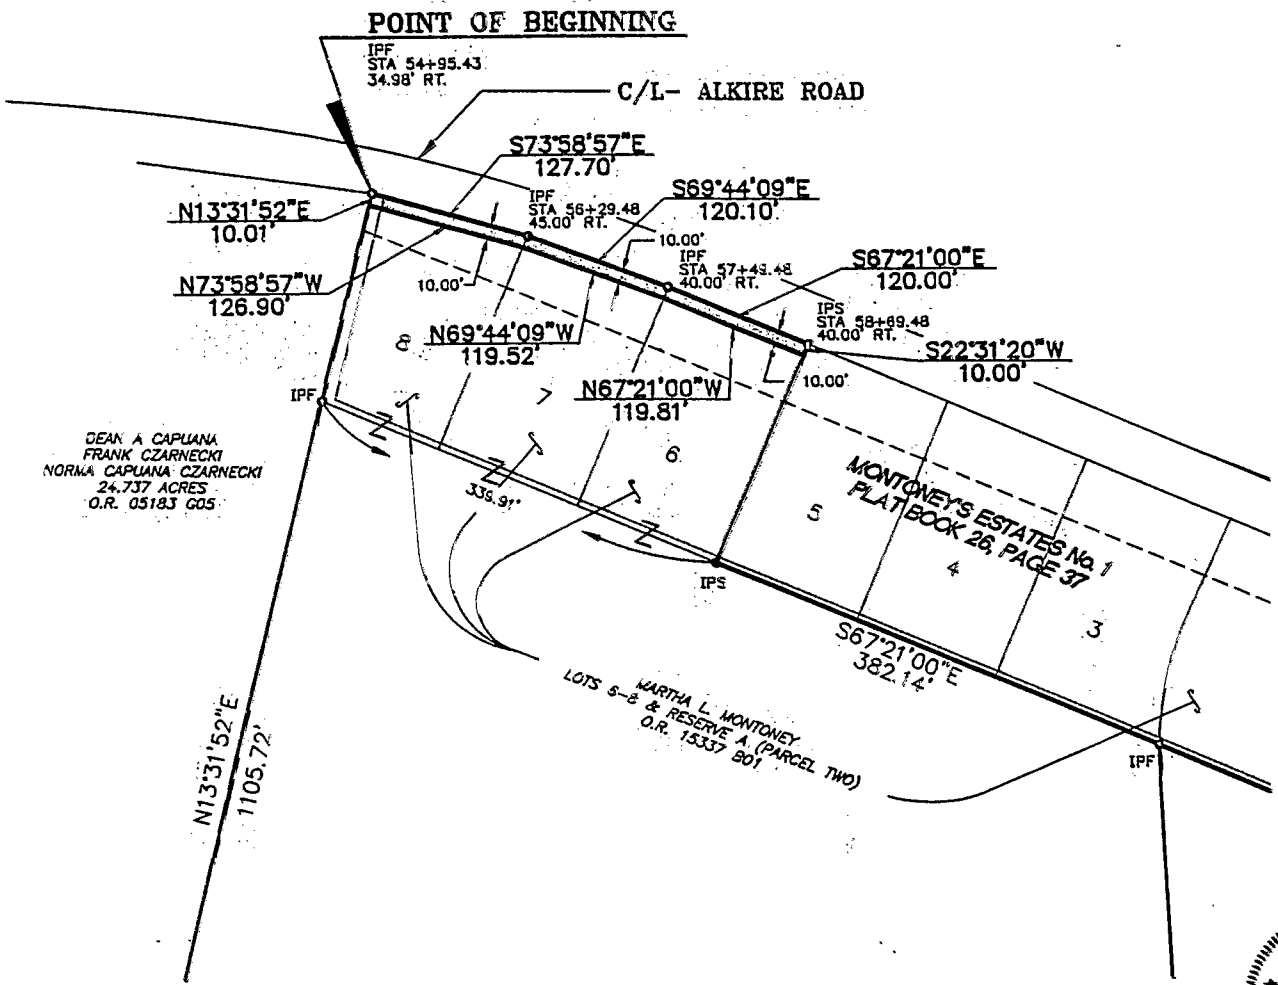 POINT OF BEGINNING
IPF
STA 54+95.43
34.98' RT.
C/L- ALKIRE ROAD
S73°58'57"E
127.70'
IPF
STA 56+29.48
45.00' RT.
S69°44'09"E
120.10'
N13°31'52"E
10.01'
10.00'
IPF
STA 57+49.48
40.00' RT.
S67°21'00"E
120.00'
N73°58'57"W
126.90'
10.00'
IPS
STA 58+69.48
40.00' RT.
N69°44'09"W
119.52'
S22°31'20"W
10.00'
N67°21'00"W
119.81'
10.00'
8
7
6
5
4
3
IPF
DEAN A CAPUANA
FRANK CZARNECKI
NORMA CAPUANA CZARNECKI
24.737 ACRES
O.R. 05183 G05
339.91'
MONTONEY'S ESTATES No. 1
PLAT BOOK 26, PAGE 37
IPS
S67°21'00"E
382.14'
MARTHA L. MONTONEY
LOTS 6-8 & RESERVE A (PARCEL TWO)
O.R. 15337 B01
IPF
N13°31'52"E
1105.72'